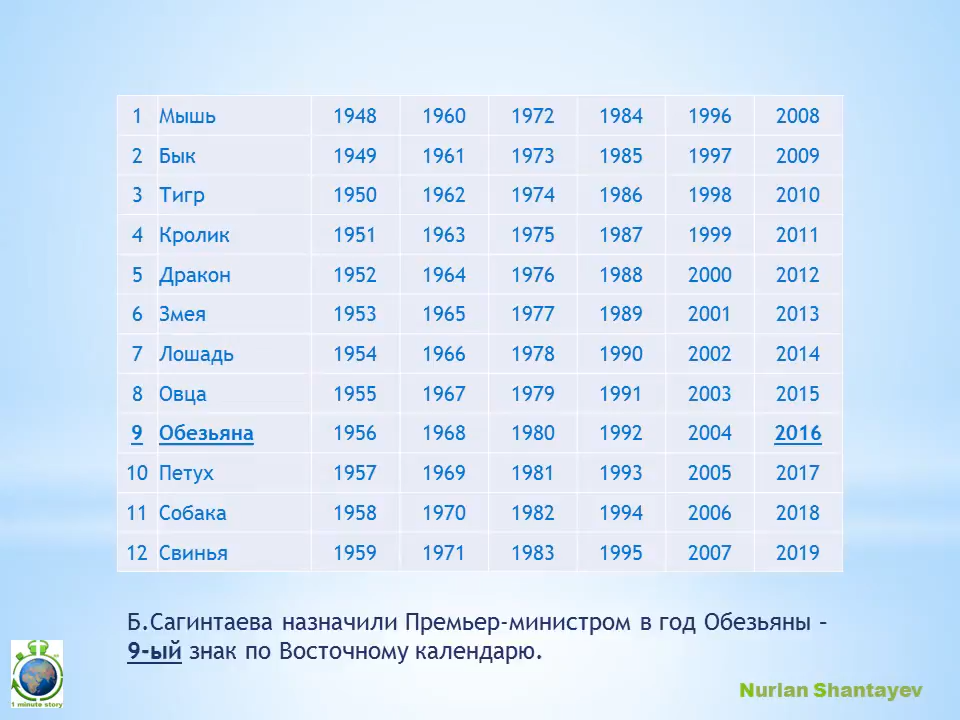 1 Мышь 1948 1960 1972 1984 1996 2008
2 Бык 1949 1961 1973 1985 1997 2009
3 Тигр 1950 1962 1974 1986 1998 2010
4 Кролик 1951 1963 1975 1987 1999 2011
5 Дракон 1952 1964 1976 1988 2000 2012
6 Змея 1953 1965 1977 1989 2001 2013
7 Лошадь 1954 1966 1978 1990 2002 2014
8 Овца 1955 1967 1979 1991 2003 2015
9 Обезьяна 1956 1968 1980 1992 2004 2016
10 Петух 1957 1969 1981 1993 2005 2017
11 Собака 1958 1970 1982 1994 2006 2018
12 Свинья 1959 1971 1983 1995 2007 2019
Б.Сагинтаева назначили Премьер-министром в год Обезьяны –
9-ый знак по Восточному календарю.
1 minute story
Nurlan Shantayev